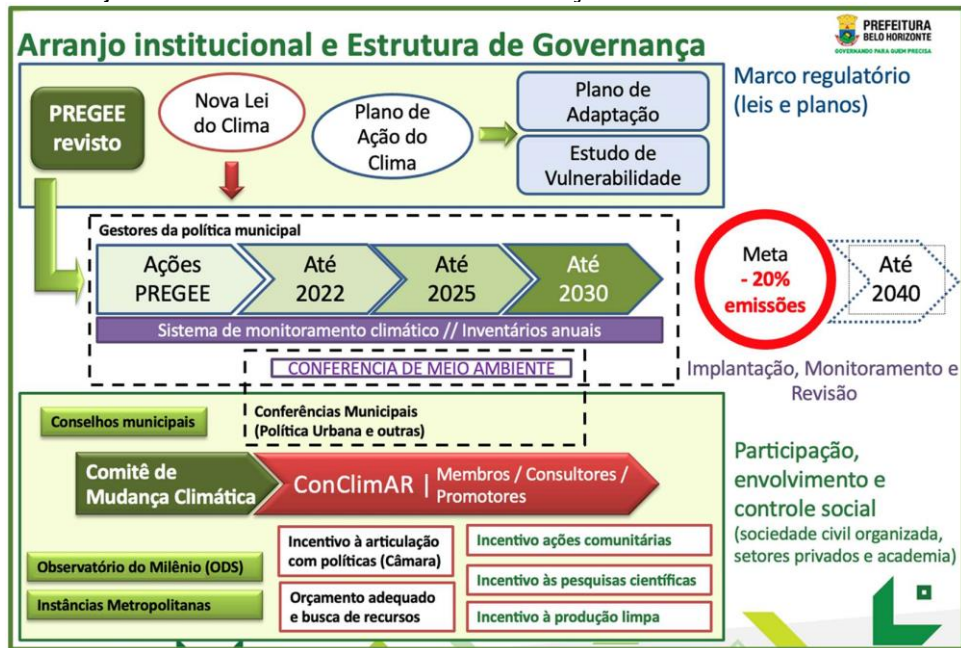 Arranjo institucional e Estrutura de Governança
PREFEITURA
BELO HORIZONTE
GOVERNANDO PARA QUEM PRECISA
PREGEE
revisto
Nova Lei
do Clima
Plano de
Ação do
Clima
Plano de
Adaptação
Estudo de
Vulnerabilidade
Marco regulatório
(leis e planos)
Gestores da política municipal
Ações
PREGEE
Até
2022
Até
2025
Até
2030
Meta
- 20%
emissões
Até
2040
Sistema de monitoramento climático // Inventários anuais
CONFERENCIA DE MEIO AMBIENTE
Implantação, Monitoramento e
Revisão
Conselhos municipais
Conferências Municipais
(Política Urbana e outras)
Comitê de
Mudança Climática
ConClimAR | Membros / Consultores /
Promotores
Participação,
envolvimento e
controle social
(sociedade civil organizada,
setores privados e academia)
Observatório do Milênio (ODS)
Instâncias Metropolitanas
Incentivo à articulação
com políticas (Câmara)
Orçamento adequado
e busca de recursos
Incentivo ações comunitárias
Incentivo às pesquisas científicas
Incentivo à produção limpa